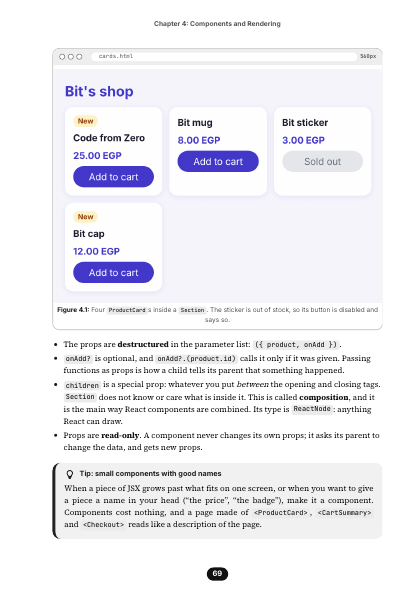 Chapter 4: Components and Rendering
cards.html
560px
Bit's shop
New
Code from Zero
25.00 EGP
Add to cart
Bit mug
8.00 EGP
Add to cart
Bit sticker
3.00 EGP
Sold out
New
Bit cap
12.00 EGP
Add to cart
Figure 4.1: Four ProductCards inside a Section. The sticker is out of stock, so its button is disabled and
says so.
• The props are destructured in the parameter list: ({ product, onAdd }).
• onAdd? is optional, and onAdd?.(product.id) calls it only if it was given. Passing
functions as props is how a child tells its parent that something happened.
• children is a special prop: whatever you put between the opening and closing tags.
Section does not know or care what is inside it. This is called composition, and it
is the main way React components are combined. Its type is ReactNode: anything
React can draw.
• Props are read-only. A component never changes its own props; it asks its parent to
change the data, and gets new props.
Tip: small components with good names
When a piece of JSX grows past what fits on one screen, or when you want to give
a piece a name in your head (“the price”, “the badge”), make it a component.
Components cost nothing, and a page made of <ProductCard>, <CartSummary>
and <Checkout> reads like a description of the page.
69